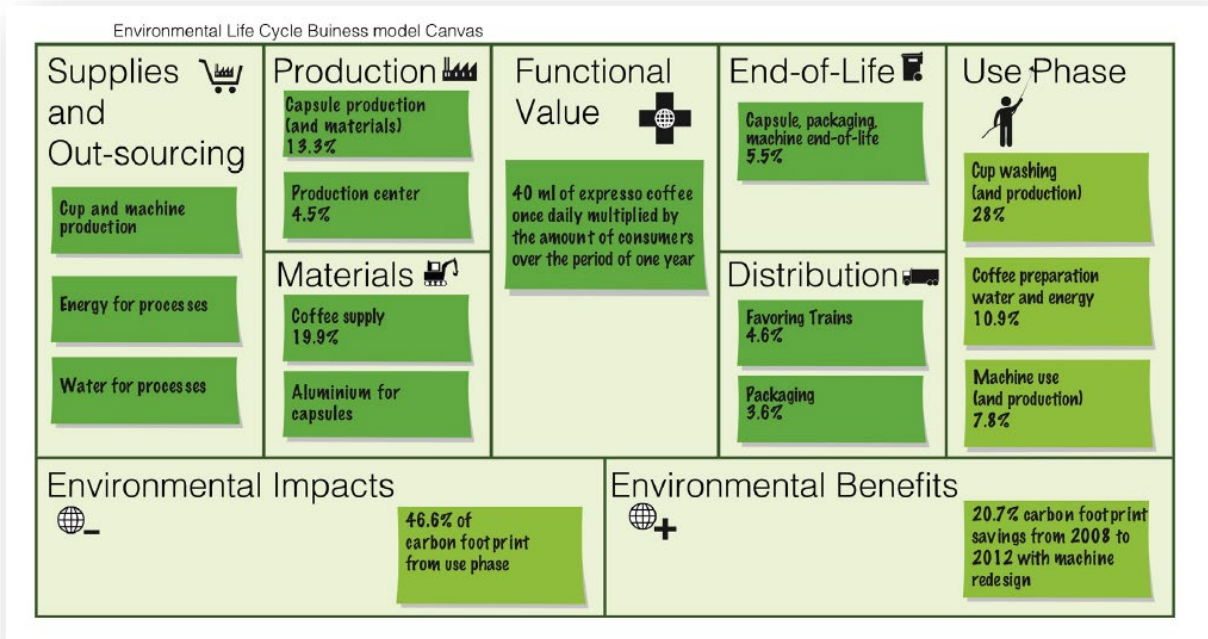 Environmental Life Cycle Buiness model Canvas
Supplies
and
Out-sourcing
Cup and machine
production
Energy for processes
Water for processes
Production
Capsule production
(and materials)
13.3%
Production center
4.5%
Materials
Coffee supply
19.9%
Aluminium for
capsules
Functional
Value
40 ml of expresso coffee
once daily multiplied by
the amount of consumers
over the period of one year
End-of-Life
Capsule, packaging,
machine end-of-life
5.5%
Distribution
Favoring Trains
4.6%
Packaging
3.6%
Use Phase
Cup washing
(and production)
28%
Coffee preparation
water and energy
10.9%
Machine use
(and production)
7.8%
Environmental Impacts
46.6% of
carbon footprint
from use phase
Environmental Benefits
20.7% carbon footprint
savings from 2008 to
2012 with machine
redesign